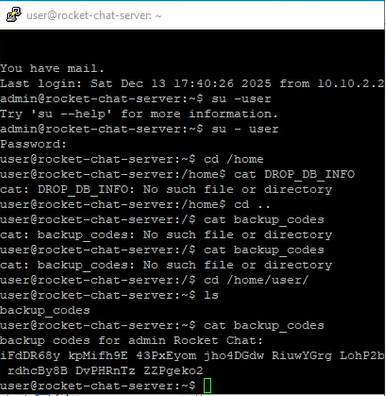 user@rocket-chat-server: ~
You have mail.
Last login: Sat Dec 13 17:40:26 2025 from 10.10.2.2
admin@rocket-chat-server:~$ su -user
Try 'su --help' for more information.
admin@rocket-chat-server:~$ su - user
Password:
user@rocket-chat-server:~$ cd /home
user@rocket-chat-server:/home$ cat DROP_DB_INFO
cat: DROP_DB_INFO: No such file or directory
user@rocket-chat-server:/home$ cd ..
user@rocket-chat-server:/$ cat backup_codes
cat: backup_codes: No such file or directory
user@rocket-chat-server:/$ cat backup_codes
cat: backup_codes: No such file or directory
user@rocket-chat-server:/$ cd /home/user/
user@rocket-chat-server:~$ ls
backup_codes
user@rocket-chat-server:~$ cat backup_codes
backup codes for admin Rocket Chat:
iFdDR68y kpMifh9E 43PxEyom jho4DGdw RiuwYGrg LohP2b
rdhcBy8B DvPHRnTz ZZPgeko2
user@rocket-chat-server:~$